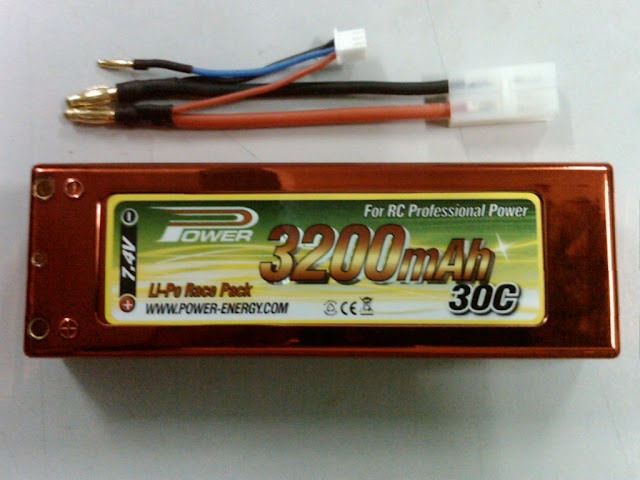 For RC Professional Power
POWER
3200mAh
7.4V
Li-Po Race Pack
30C
WWW.POWER-ENERGY.COM
CE